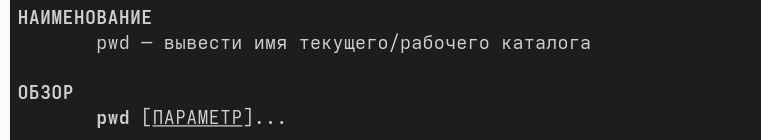 НАИМЕНОВАНИЕ
pwd — вывести имя текущего/рабочего каталога
ОБЗОР
pwd [ПАРАМЕТР]...